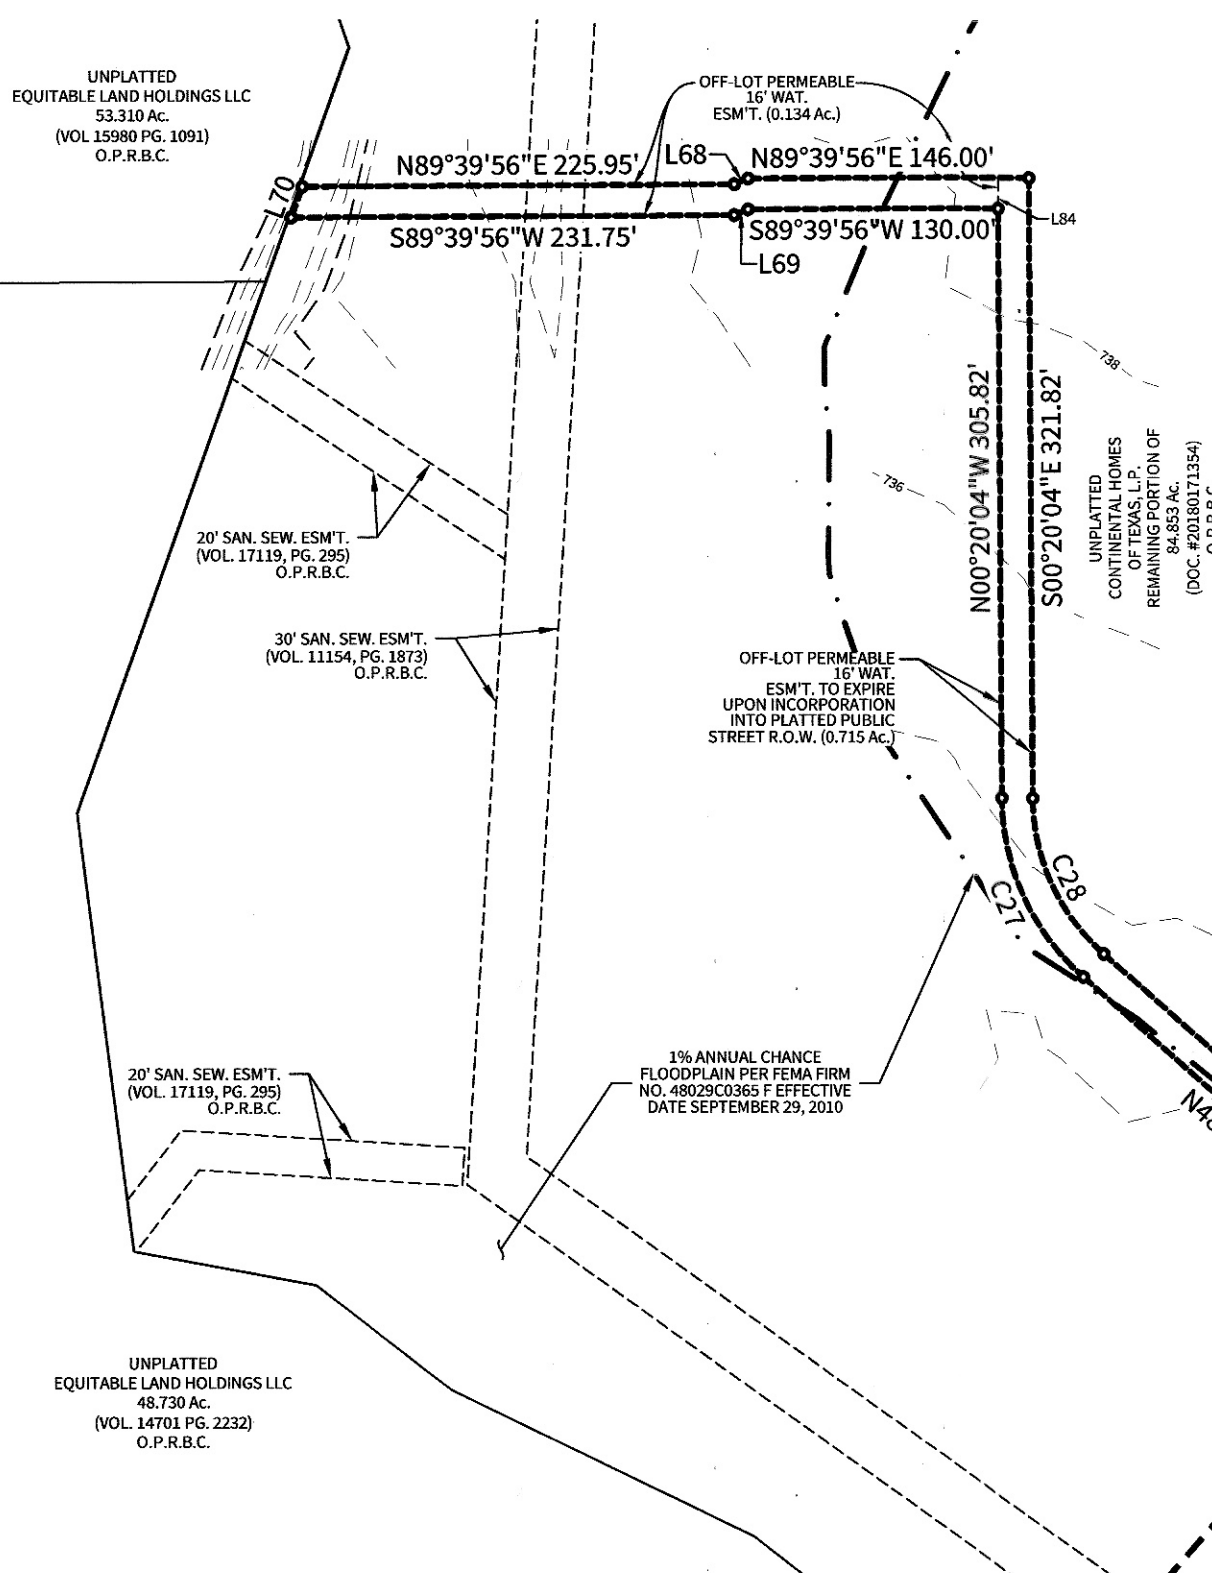 UNPLATTED
EQUITABLE LAND HOLDINGS LLC
53.310 Ac.
(VOL 15980 PG. 1091)
O.P.R.B.C.
OFF-LOT PERMEABLE
16' WAT.
ESM'T. (0.134 Ac.)
N89°39'56"E 225.95'
L68
N89°39'56"E 146.00'
L70
S89°39'56"W 231.75'
S89°39'56"W 130.00'
L84
L69
738
736
N00°20'04"W 305.82'
S00°20'04"E 321.82'
UNPLATTED
CONTINENTAL HOMES
OF TEXAS, L.P.
REMAINING PORTION OF
84.853 Ac.
(DOC. #20180171354)
O.P.R.B.C.
20' SAN. SEW. ESM'T.
(VOL. 17119, PG. 295)
O.P.R.B.C.
30' SAN. SEW. ESM'T.
(VOL. 11154, PG. 1873)
O.P.R.B.C.
OFF-LOT PERMEABLE
16' WAT.
ESM'T. TO EXPIRE
UPON INCORPORATION
INTO PLATTED PUBLIC
STREET R.O.W. (0.715 Ac.)
C28
C27
1% ANNUAL CHANCE
FLOODPLAIN PER FEMA FIRM
NO. 48029C0365 F EFFECTIVE
DATE SEPTEMBER 29, 2010
20' SAN. SEW. ESM'T.
(VOL. 17119, PG. 295)
O.P.R.B.C.
UNPLATTED
EQUITABLE LAND HOLDINGS LLC
48.730 Ac.
(VOL. 14701 PG. 2232)
O.P.R.B.C.